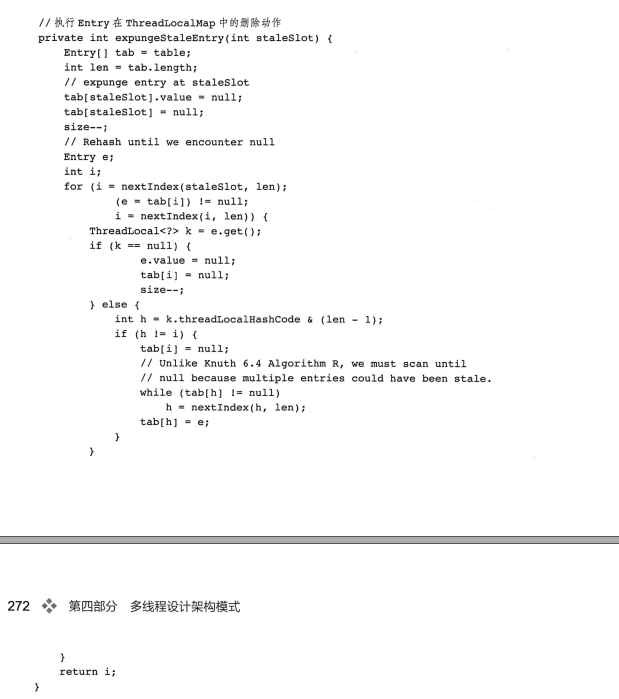 // 执行 Entry 在 ThreadLocalMap 中的删除动作
private int expungeStaleEntry(int staleSlot) {
    Entry[] tab = table;
    int len = tab.length;
    // expunge entry at staleSlot
    tab[staleSlot].value = null;
    tab[staleSlot] = null;
    size--;
    // Rehash until we encounter null
    Entry e;
    int i;
    for (i = nextIndex(staleSlot, len);
            (e = tab[i]) != null;
            i = nextIndex(i, len)) {
        ThreadLocal<?> k = e.get();
        if (k == null) {
                e.value = null;
                tab[i] = null;
                size--;
        } else {
            int h = k.threadLocalHashCode & (len - 1);
            if (h != i) {
                tab[i] = null;
                // Unlike Knuth 6.4 Algorithm R, we must scan until
                // null because multiple entries could have been stale.
                while (tab[h] != null)
                    h = nextIndex(h, len);
                tab[h] = e;
            }
        }
272 ❖ 第四部分 多线程设计架构模式
    }
    return i;
}